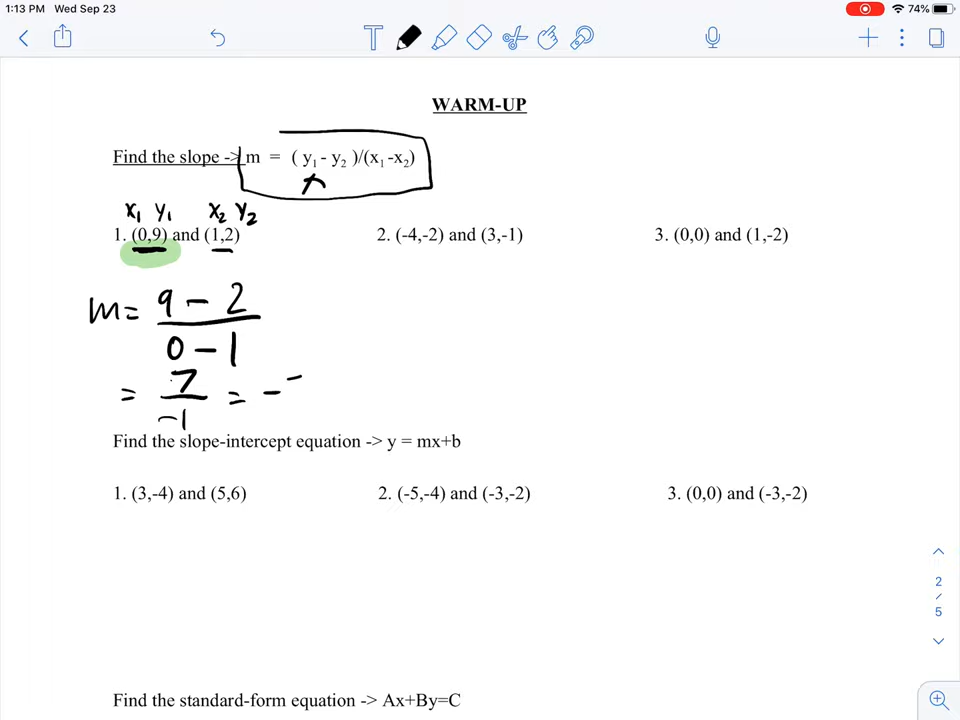 1:13 PM Wed Sep 23 74%
WARM-UP
Find the slope -> m = ( y₁ - y₂ )/(x₁ -x₂)
x₁ y₁ x₂ y₂
1. (0,9) and (1,2) 2. (-4,-2) and (3,-1) 3. (0,0) and (1,-2)
m = 9 - 2
0 - 1
= 7 = -
-1
Find the slope-intercept equation -> y = mx+b
1. (3,-4) and (5,6) 2. (-5,-4) and (-3,-2) 3. (0,0) and (-3,-2)
2
/
5
Find the standard-form equation -> Ax+By=C